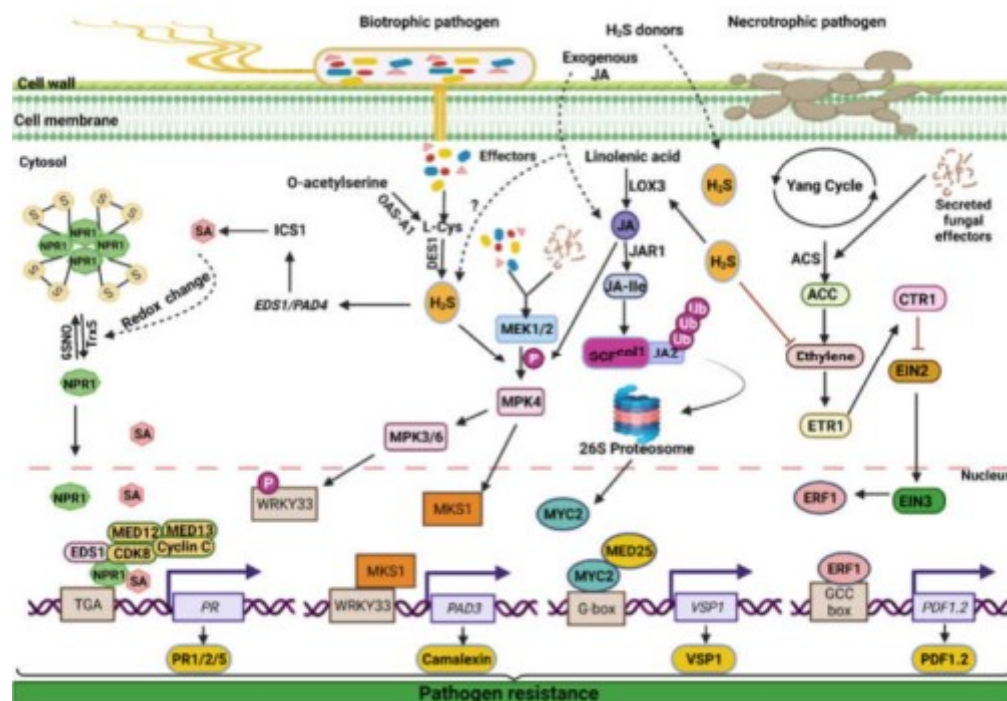 Biotrophic pathogen
Necrotrophic pathogen
H₂S donors
Exogenous
JA
Cell wall
Cell membrane
Cytosol
Effectors
Linolenic acid
O-acetylserine
OAS-A1
L-Cys
?
LOX3
H₂S
Yang Cycle
Secreted
fungal
effectors
S
S
S
S
S
S
S
S
NPR1
NPR1
NPR1
NPR1
SA
ICS1
DES1
JA
JAR1
H₂S
ACS
Redox change
EDS1/PAD4
H₂S
JA-Ile
ACC
CTR1
GSNO
TrxS
MEK1/2
Ub
Ub
Ub
SCFcoil1
JAZ
Ethylene
EIN2
NPR1
P
MPK4
ETR1
SA
MPK3/6
26S Proteosome
Nucleus
NPR1
SA
P
WRKY33
MKS1
MYC2
ERF1
EIN3
MED12
MED13
EDS1
CDK8
Cyclin C
NPR1
SA
MKS1
MED25
MYC2
ERF1
TGA
PR
WRKY33
PAD3
G-box
VSP1
GCC
box
PDF1.2
PR1/2/5
Camalexin
VSP1
PDF1.2
Pathogen resistance